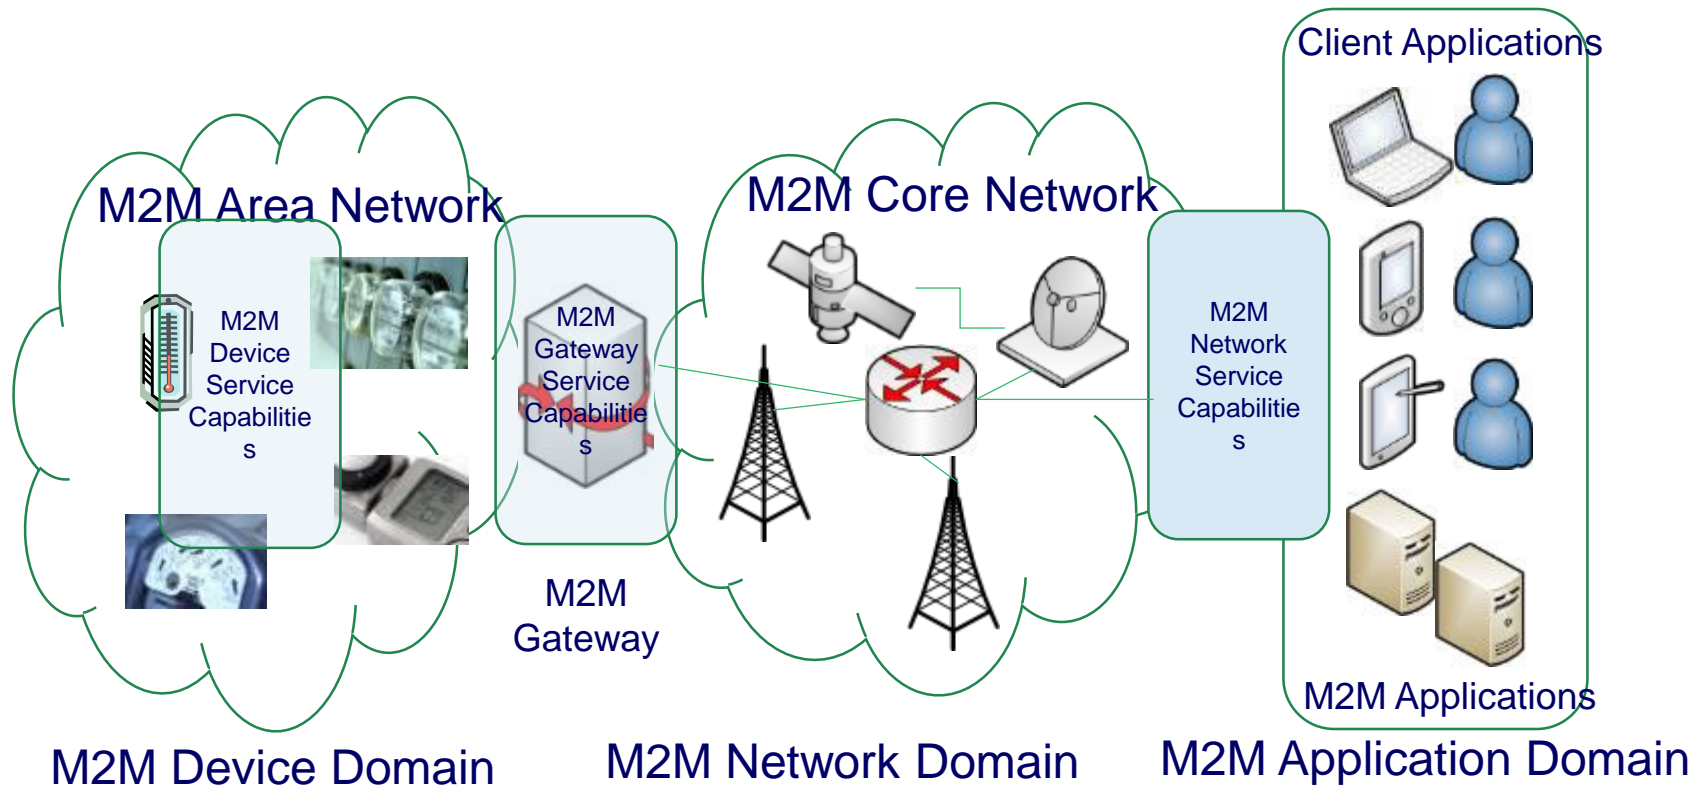 Client Applications
M2M Area Network
M2M Core Network
M2M
Device
Service
Capabilitie
s
M2M
Gateway
Service
Capabilitie
s
M2M
Network
Service
Capabilitie
s
M2M
Gateway
M2M Applications
M2M Device Domain
M2M Network Domain
M2M Application Domain